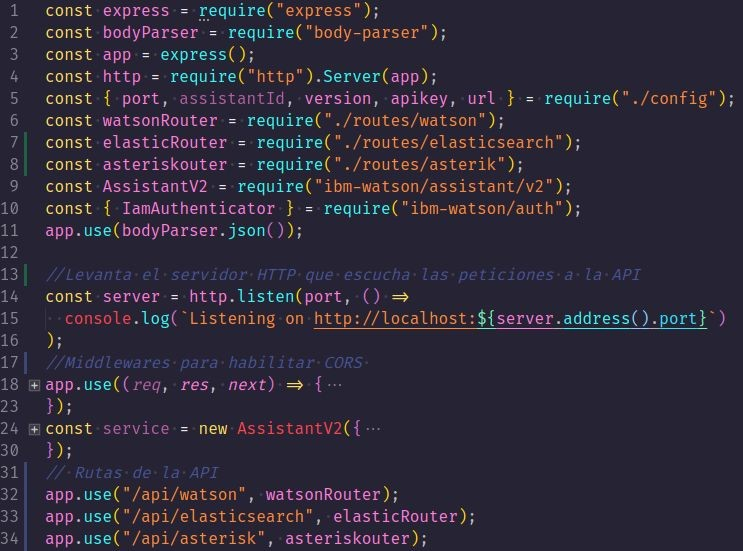 1 const express = require("express");
2 const bodyParser = require("body-parser");
3 const app = express();
4 const http = require("http").Server(app);
5 const { port, assistantId, version, apikey, url } = require("./config");
6 const watsonRouter = require("./routes/watson");
7 const elasticRouter = require("./routes/elasticsearch");
8 const asteriskouter = require("./routes/asterik");
9 const AssistantV2 = require("ibm-watson/assistant/v2");
10 const { IamAuthenticator } = require("ibm-watson/auth");
11 app.use(bodyParser.json());
12
13 //Levanta el servidor HTTP que escucha las peticiones a la API
14 const server = http.listen(port, () =>
15 console.log(`Listening on http://localhost:${server.address().port}`)
16 );
17 //Middlewares para habilitar CORS
18 app.use((req, res, next) => { ...
23 });
24 const service = new AssistantV2({ ...
30 });
31 // Rutas de la API
32 app.use("/api/watson", watsonRouter);
33 app.use("/api/elasticsearch", elasticRouter);
34 app.use("/api/asterisk", asteriskouter);